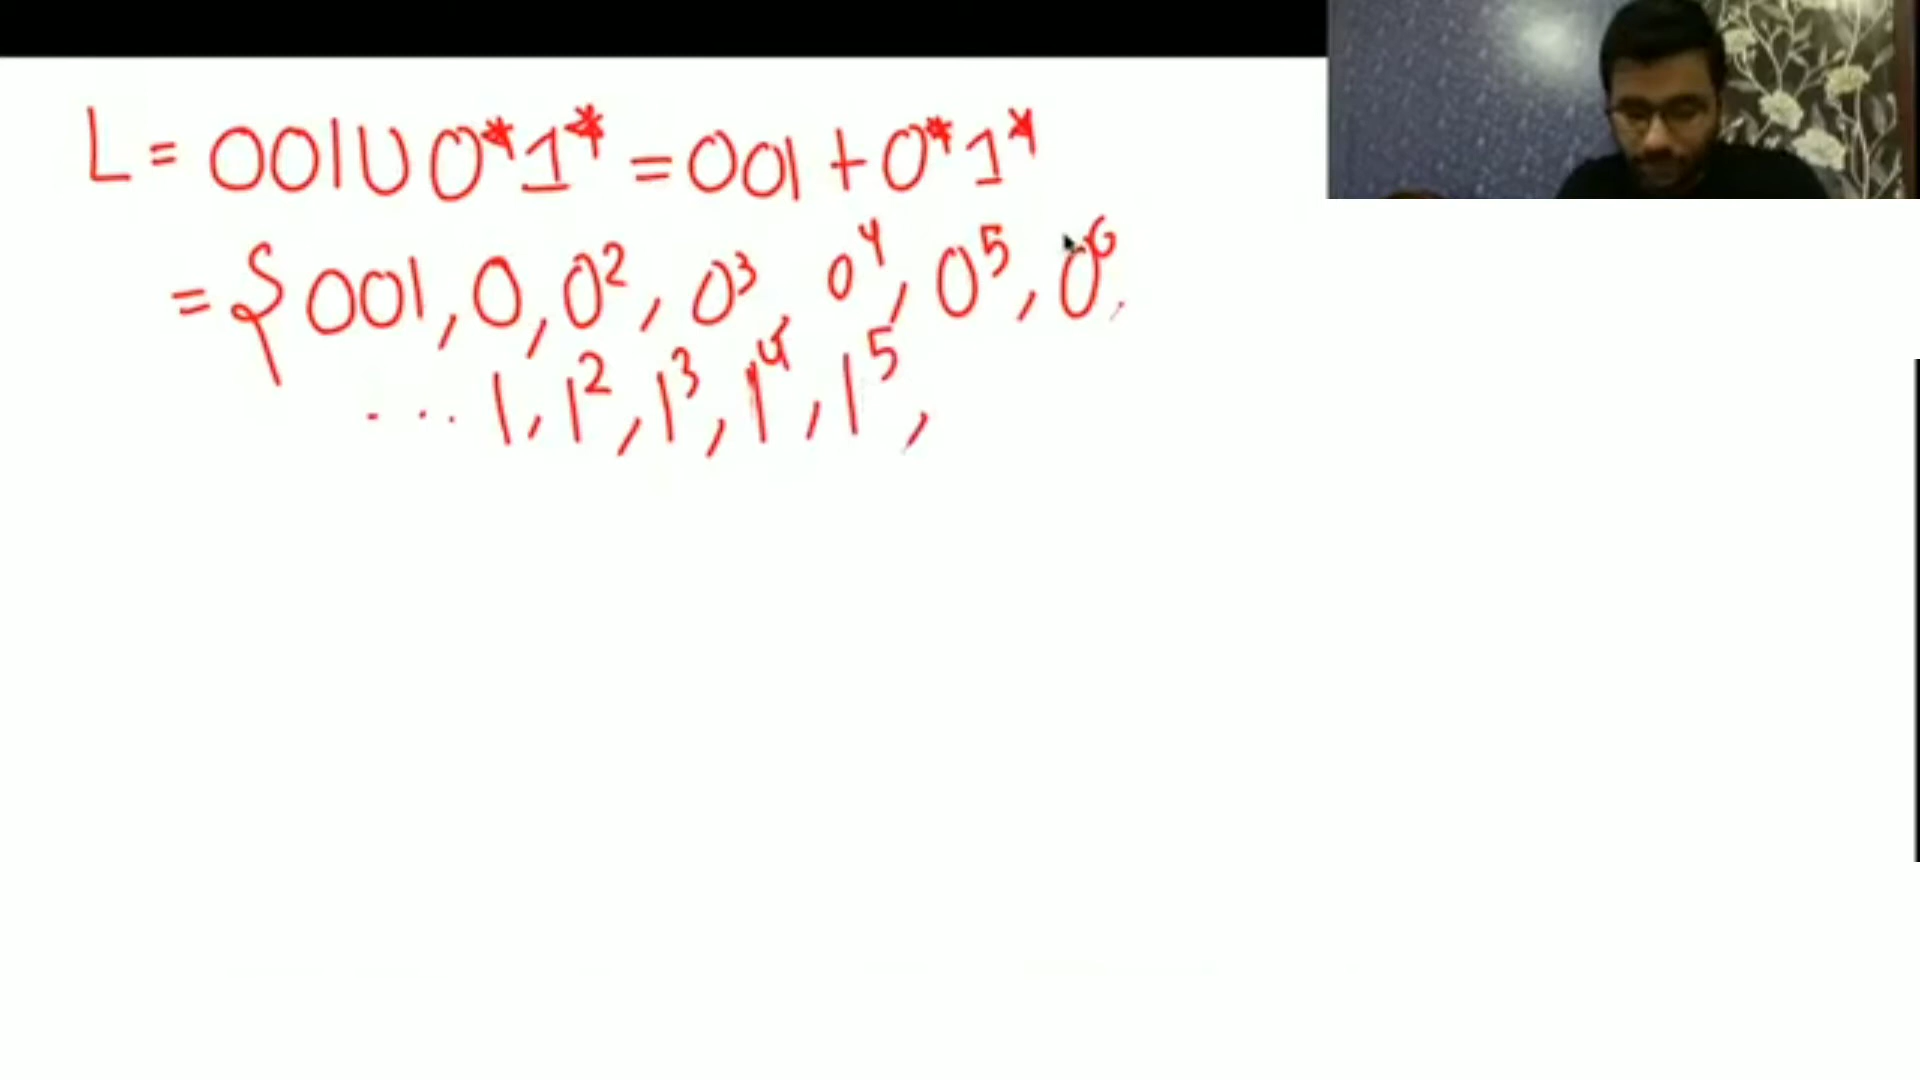 L = 001 ∪ 0*1* = 001 + 0*1*
= { 001, 0, 0², 0³, 0⁴, 0⁵, 0⁶,
... 1, 1², 1³, 1⁴, 1⁵,